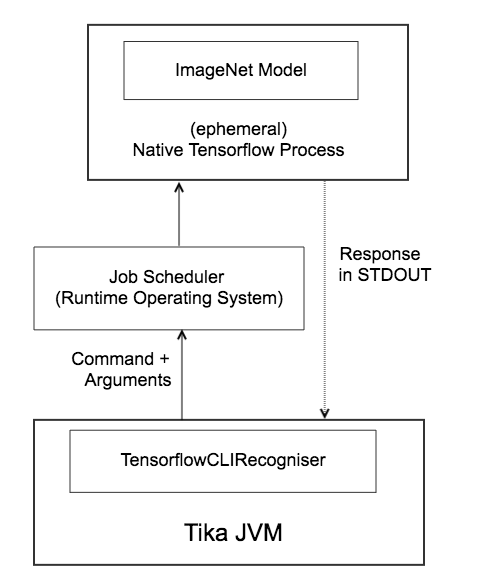 ImageNet Model
(ephemeral)
Native Tensorflow Process
Response
in STDOUT
Job Scheduler
(Runtime Operating System)
Command +
Arguments
TensorflowCLIRecogniser
Tika JVM